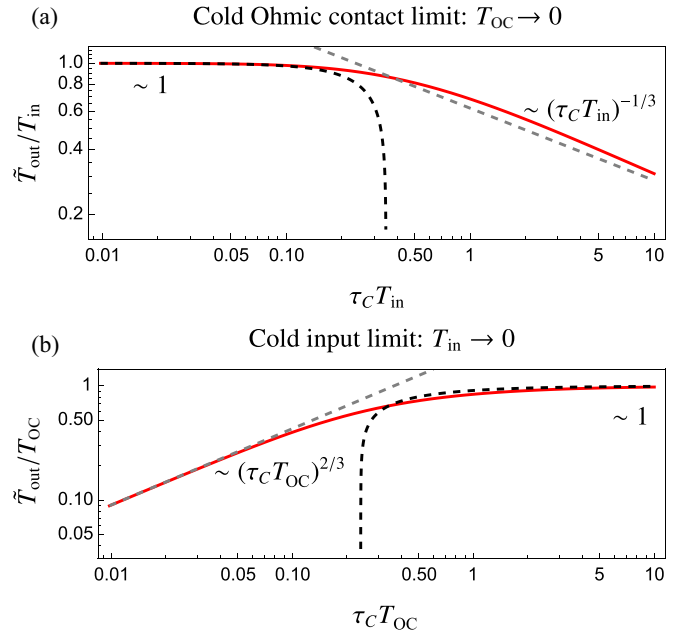 (a) Cold Ohmic contact limit: T_OC → 0
1.0
0.8
0.6
0.4
0.2
T̃_out/T_in
~ 1
~ (τ_C T_in)^{-1/3}
0.01 0.05 0.10 0.50 1 5 10
τ_C T_in
(b) Cold input limit: T_in → 0
1
0.50
0.10
0.05
T̃_out/T_OC
~ 1
~ (τ_C T_OC)^{2/3}
0.01 0.05 0.10 0.50 1 5 10
τ_C T_OC